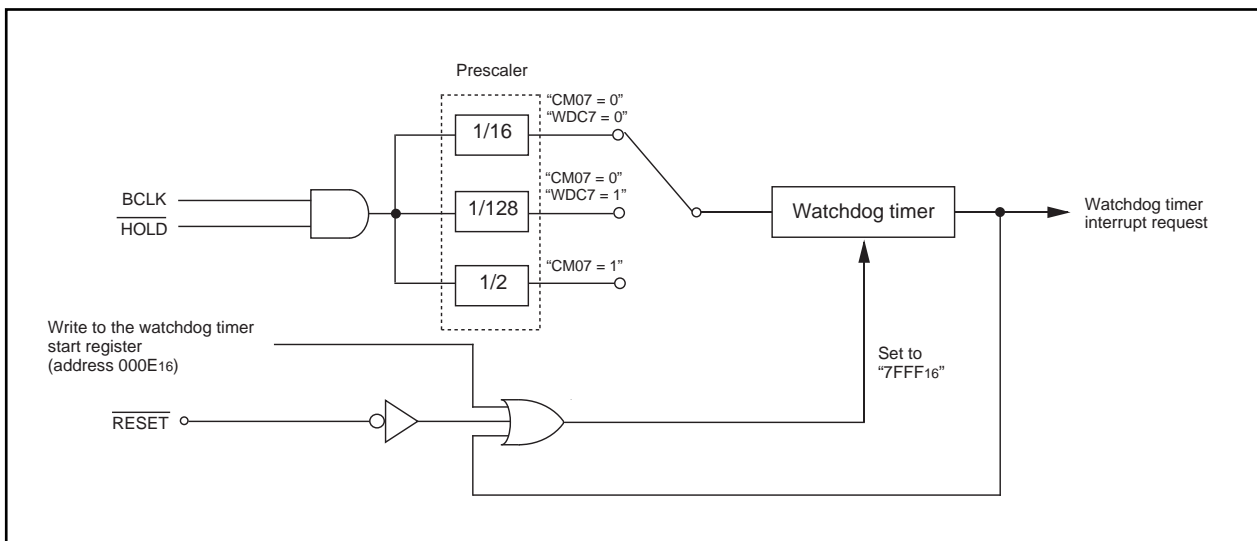 Prescaler
“CM07 = 0”
“WDC7 = 0”
1/16
“CM07 = 0”
“WDC7 = 1”
BCLK
HOLD
1/128
Watchdog timer
Watchdog timer
interrupt request
“CM07 = 1”
1/2
Write to the watchdog timer
start register
(address 000E16)
Set to
“7FFF16”
RESET